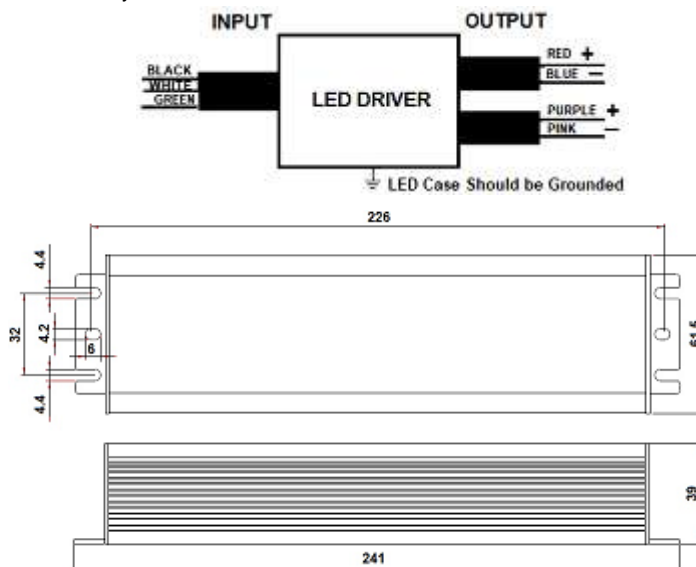 INPUT
OUTPUT
BLACK
WHITE
GREEN
LED DRIVER
RED +
BLUE −
PURPLE +
PINK −
LED Case Should be Grounded
226
4.4
32
4.2
6
4.4
61.5
39
241